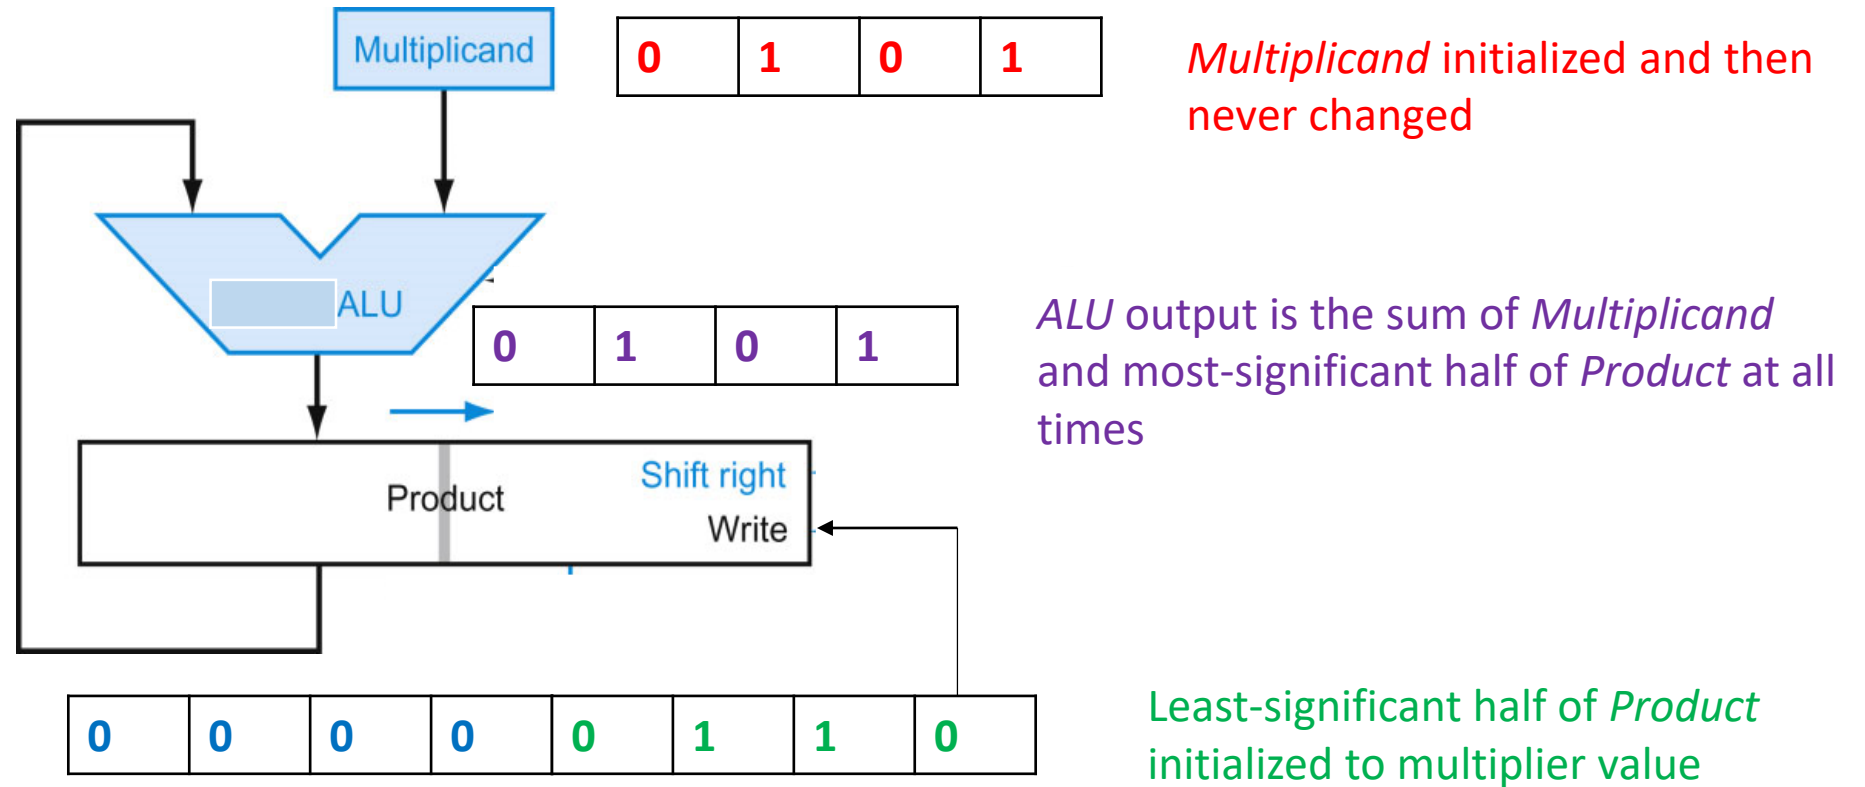 Multiplicand
0 1 0 1
Multiplicand initialized and then
never changed
ALU
0 1 0 1
ALU output is the sum of Multiplicand
and most-significant half of Product at all
times
Product
Shift right
Write
0 0 0 0 0 1 1 0
Least-significant half of Product
initialized to multiplier value